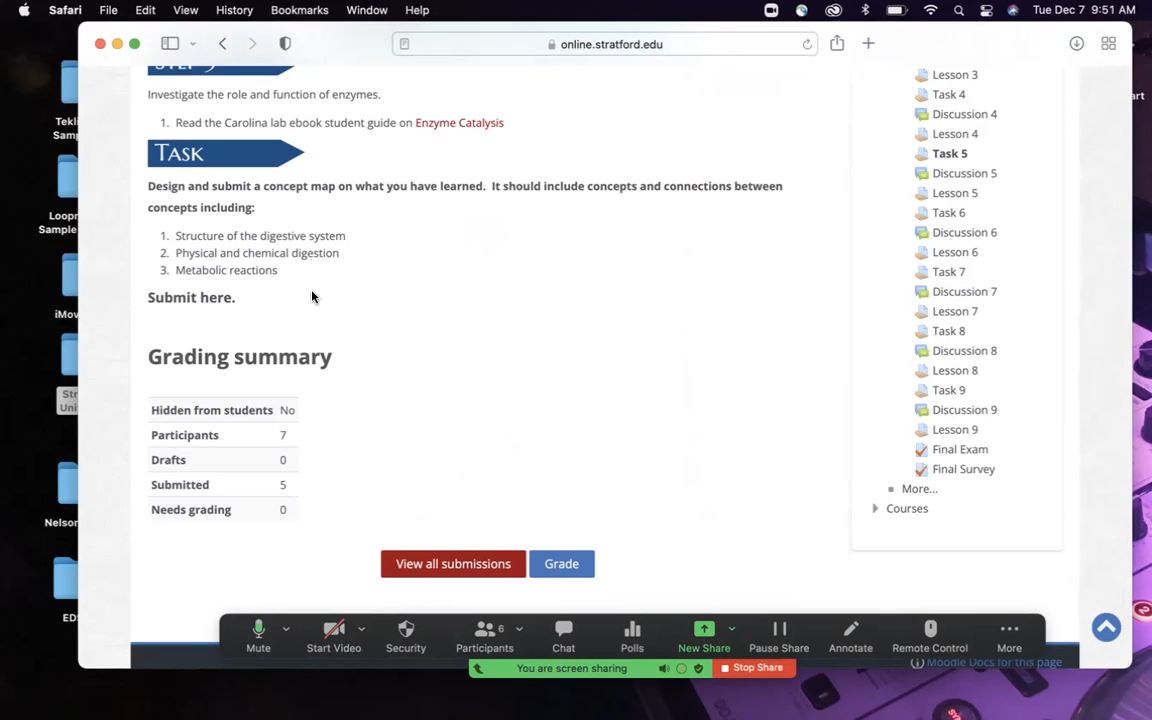 Safari File Edit View History Bookmarks Window Help Tue Dec 7 9:51 AM
online.stratford.edu
Investigate the role and function of enzymes.
1. Read the Carolina lab ebook student guide on Enzyme Catalysis
TASK
Design and submit a concept map on what you have learned. It should include concepts and connections between
concepts including:
1. Structure of the digestive system
2. Physical and chemical digestion
3. Metabolic reactions
Submit here.
Grading summary
Hidden from students No
Participants 7
Drafts 0
Submitted 5
Needs grading 0
View all submissions Grade
Lesson 3
Task 4
Discussion 4
Lesson 4
Task 5
Discussion 5
Lesson 5
Task 6
Discussion 6
Lesson 6
Task 7
Discussion 7
Lesson 7
Task 8
Discussion 8
Lesson 8
Task 9
Discussion 9
Lesson 9
Final Exam
Final Survey
More...
Courses
Moodle Docs for this page
6
Mute Start Video Security Participants Chat Polls New Share Pause Share Annotate Remote Control More
You are screen sharing Stop Share